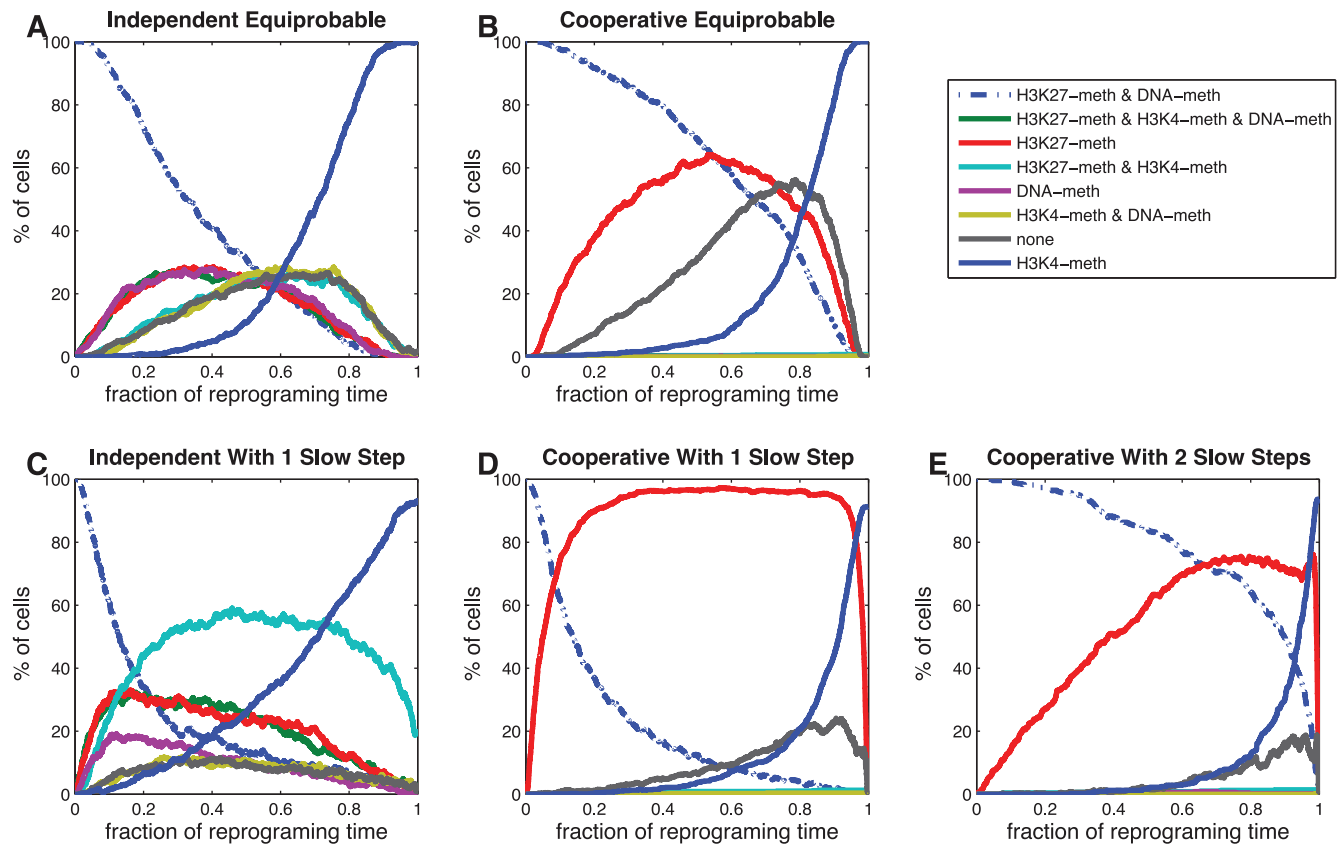 A
Independent Equiprobable
100
80
60
40
20
0
% of cells
0 0.2 0.4 0.6 0.8 1
fraction of reprograming time
B
Cooperative Equiprobable
100
80
60
40
20
0
% of cells
0 0.2 0.4 0.6 0.8 1
fraction of reprograming time
H3K27-meth & DNA-meth
H3K27-meth & H3K4-meth & DNA-meth
H3K27-meth
H3K27-meth & H3K4-meth
DNA-meth
H3K4-meth & DNA-meth
none
H3K4-meth
C
Independent With 1 Slow Step
100
80
60
40
20
0
% of cells
0 0.2 0.4 0.6 0.8 1
fraction of reprograming time
D
Cooperative With 1 Slow Step
100
80
60
40
20
0
% of cells
0 0.2 0.4 0.6 0.8 1
fraction of reprograming time
E
Cooperative With 2 Slow Steps
100
80
60
40
20
0
% of cells
0 0.2 0.4 0.6 0.8 1
fraction of reprograming time